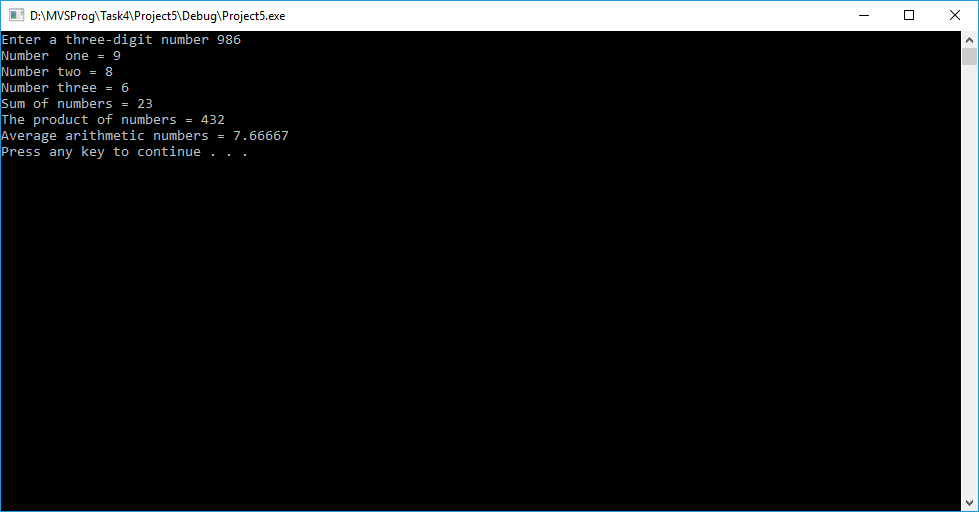 D:\MVSProg\Task4\Project5\Debug\Project5.exe
Enter a three-digit number 986
Number  one = 9
Number two = 8
Number three = 6
Sum of numbers = 23
The product of numbers = 432
Average arithmetic numbers = 7.66667
Press any key to continue . . .